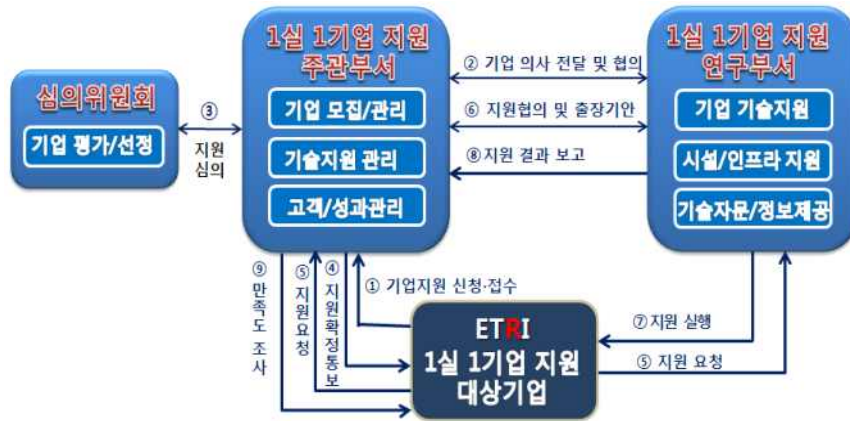 1실 1기업 지원
주관부서
기업 모집/관리
기술지원 관리
고객/성과관리
1실 1기업 지원
연구부서
기업 기술지원
시설/인프라 지원
기술자문/정보제공
심의위원회
기업 평가/선정
③
지원
심의
② 기업 의사 전달 및 협의
⑥ 지원협의 및 출장기안
⑧지원 결과 보고
⑨만족도 조사
⑤지원요청
④지원확정통보
① 기업지원 신청·접수
⑦지원 실행
⑤ 지원 요청
ETRI
1실 1기업 지원
대상기업